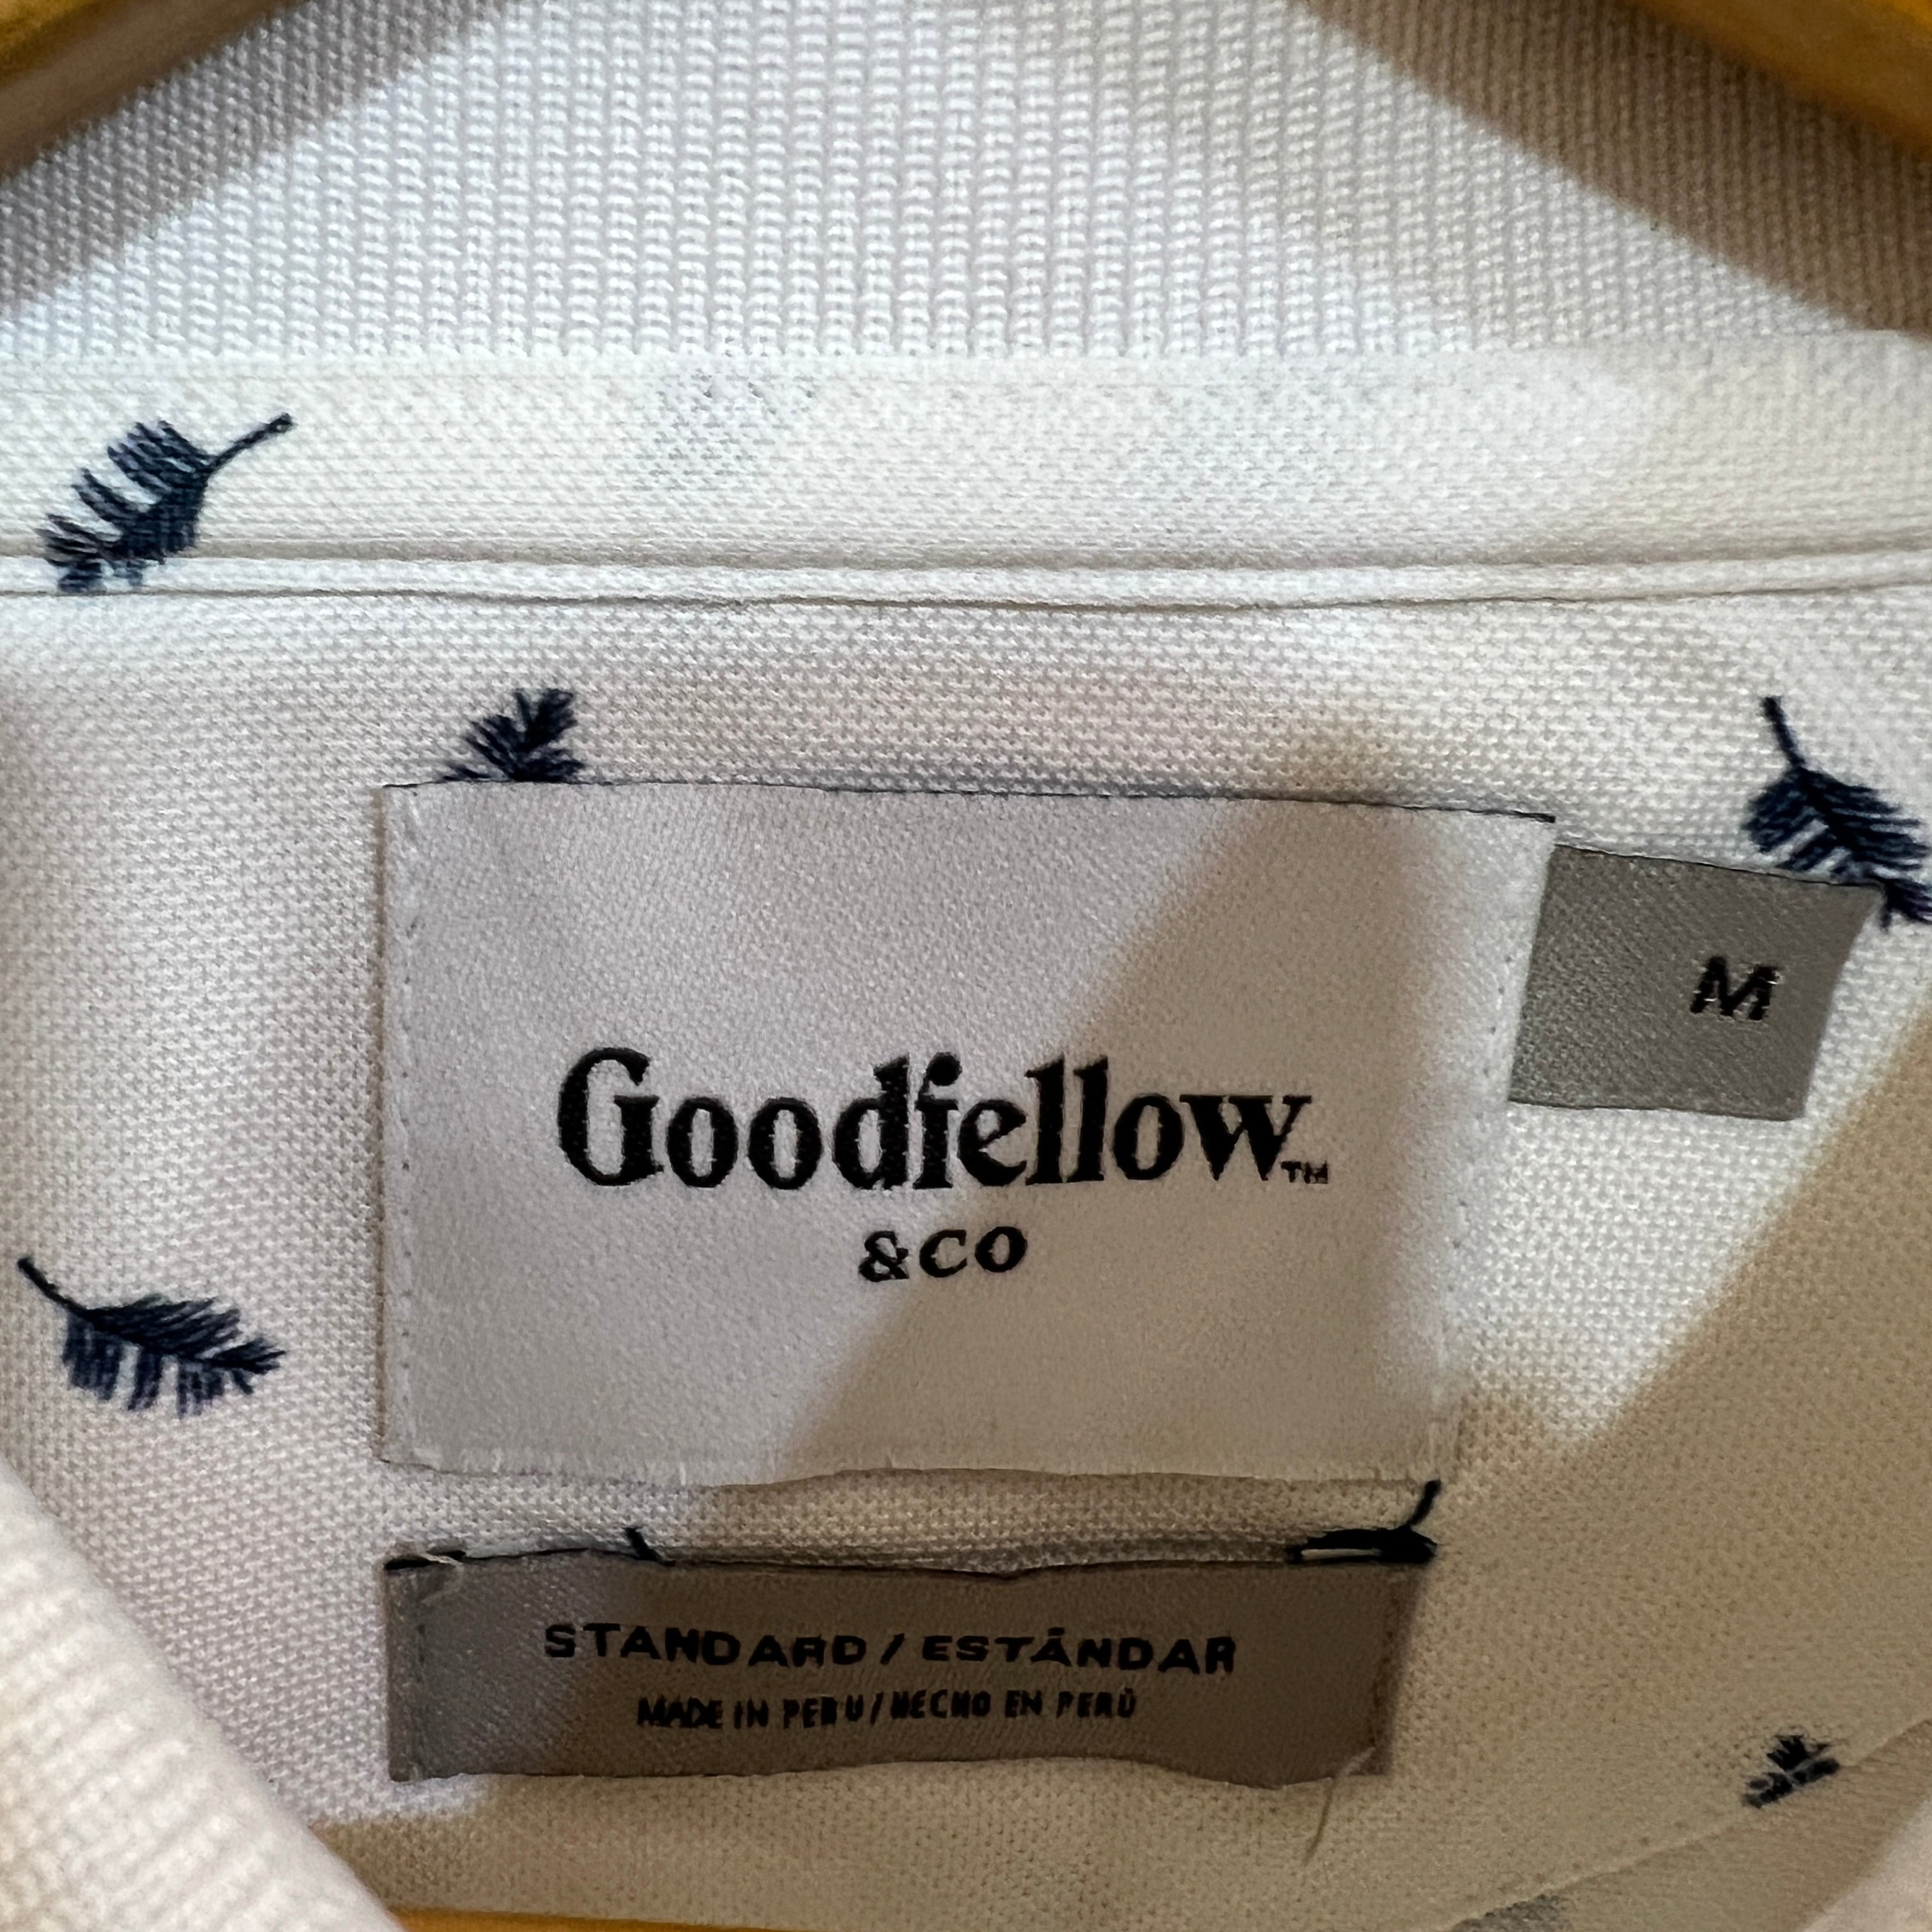 Goodfellow™
&CO
M
STANDARD / ESTÁNDAR
MADE IN PERU / HECHO EN PERÚ